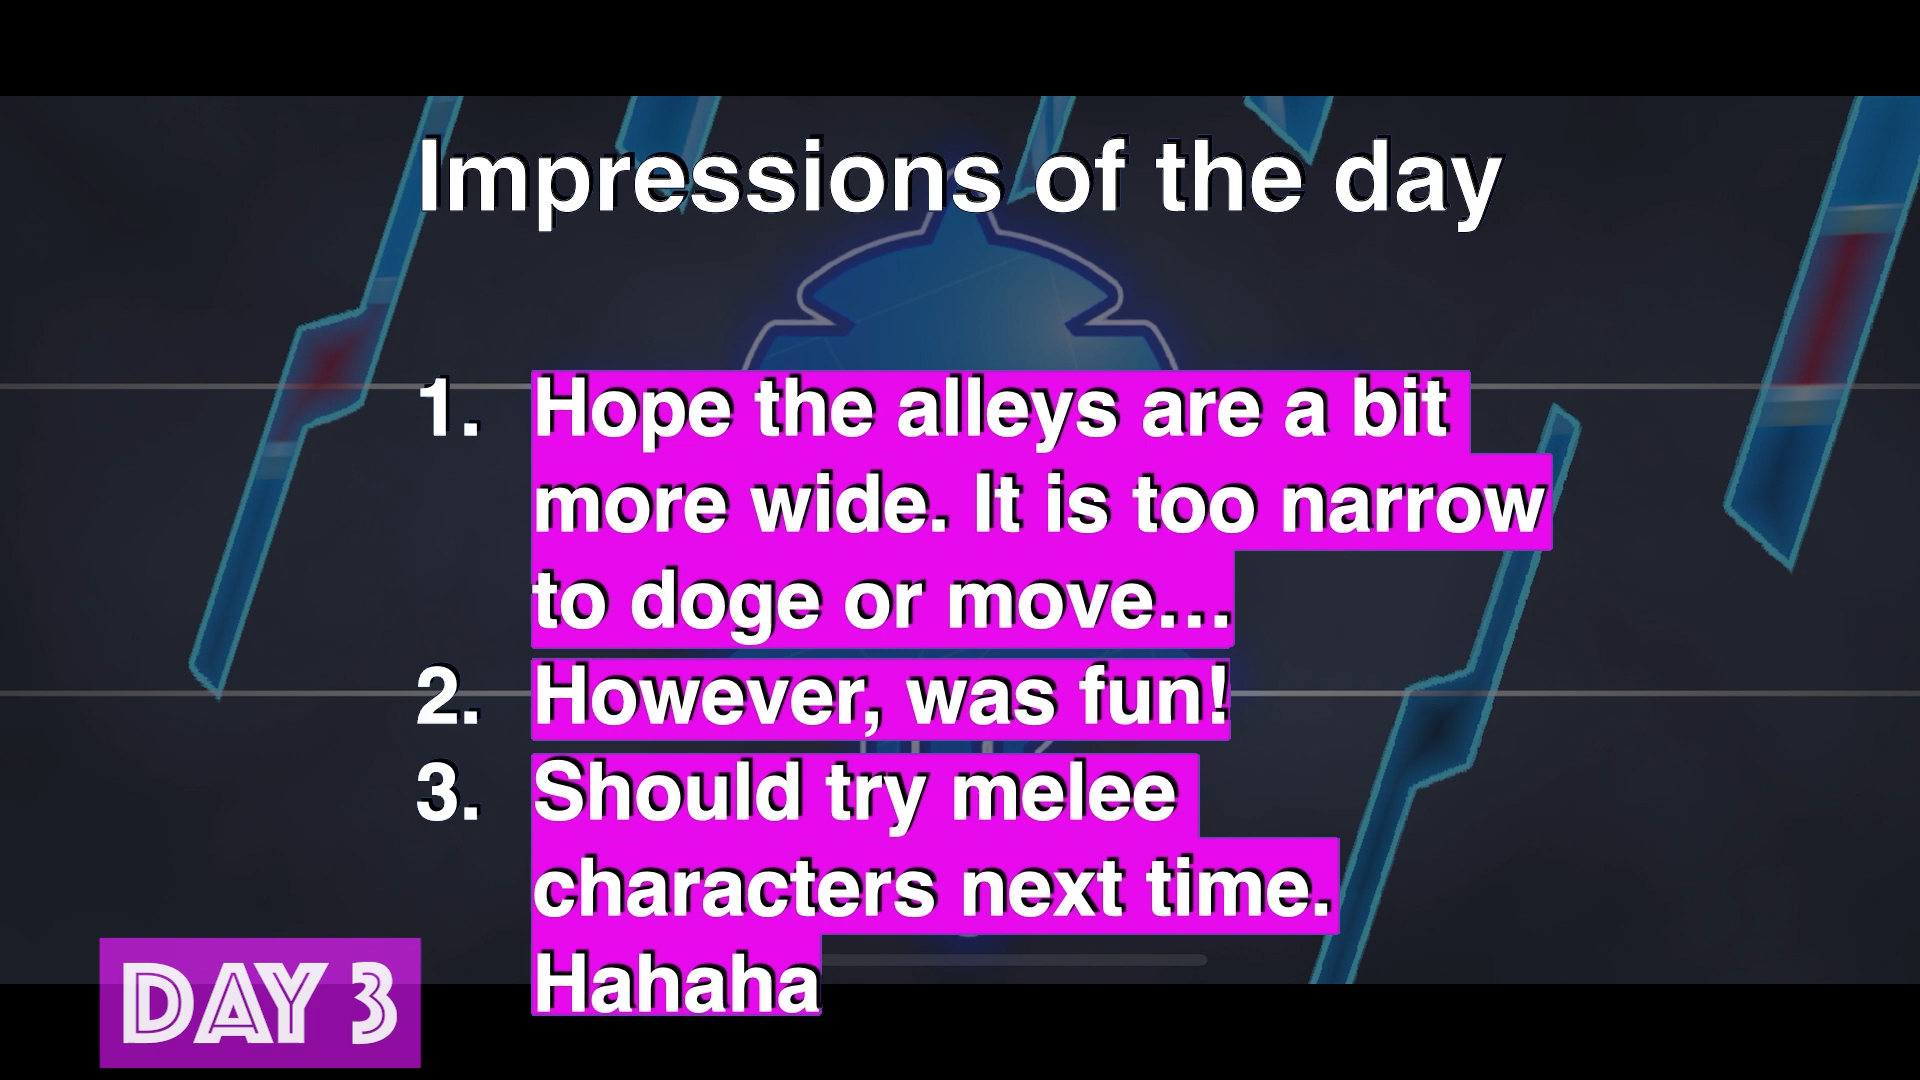 Impressions of the day
1. Hope the alleys are a bit
more wide. It is too narrow
to doge or move…
2. However, was fun!
3. Should try melee
characters next time.
Hahaha
DAY 3